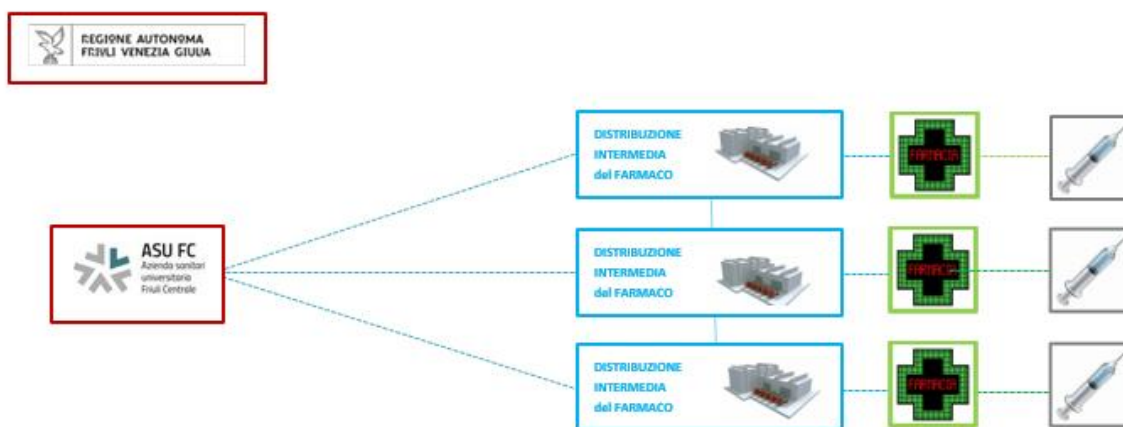 REGIONE AUTONOMA
FRIULI VENEZIA GIULIA
DISTRIBUZIONE
INTERMEDIA
del FARMACO
FARMACIA
ASU FC
Azienda sanitari
universitaria
Friuli Centrale
DISTRIBUZIONE
INTERMEDIA
del FARMACO
FARMACIA
DISTRIBUZIONE
INTERMEDIA
del FARMACO
FARMACIA